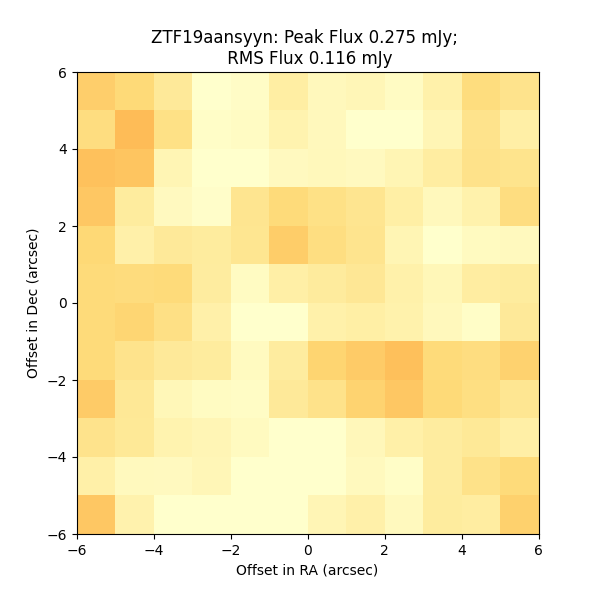 ZTF19aansyyn: Peak Flux 0.275 mJy;
RMS Flux 0.116 mJy
6
4
2
0
−2
−4
−6
−6 −4 −2 0 2 4 6
Offset in Dec (arcsec)
Offset in RA (arcsec)